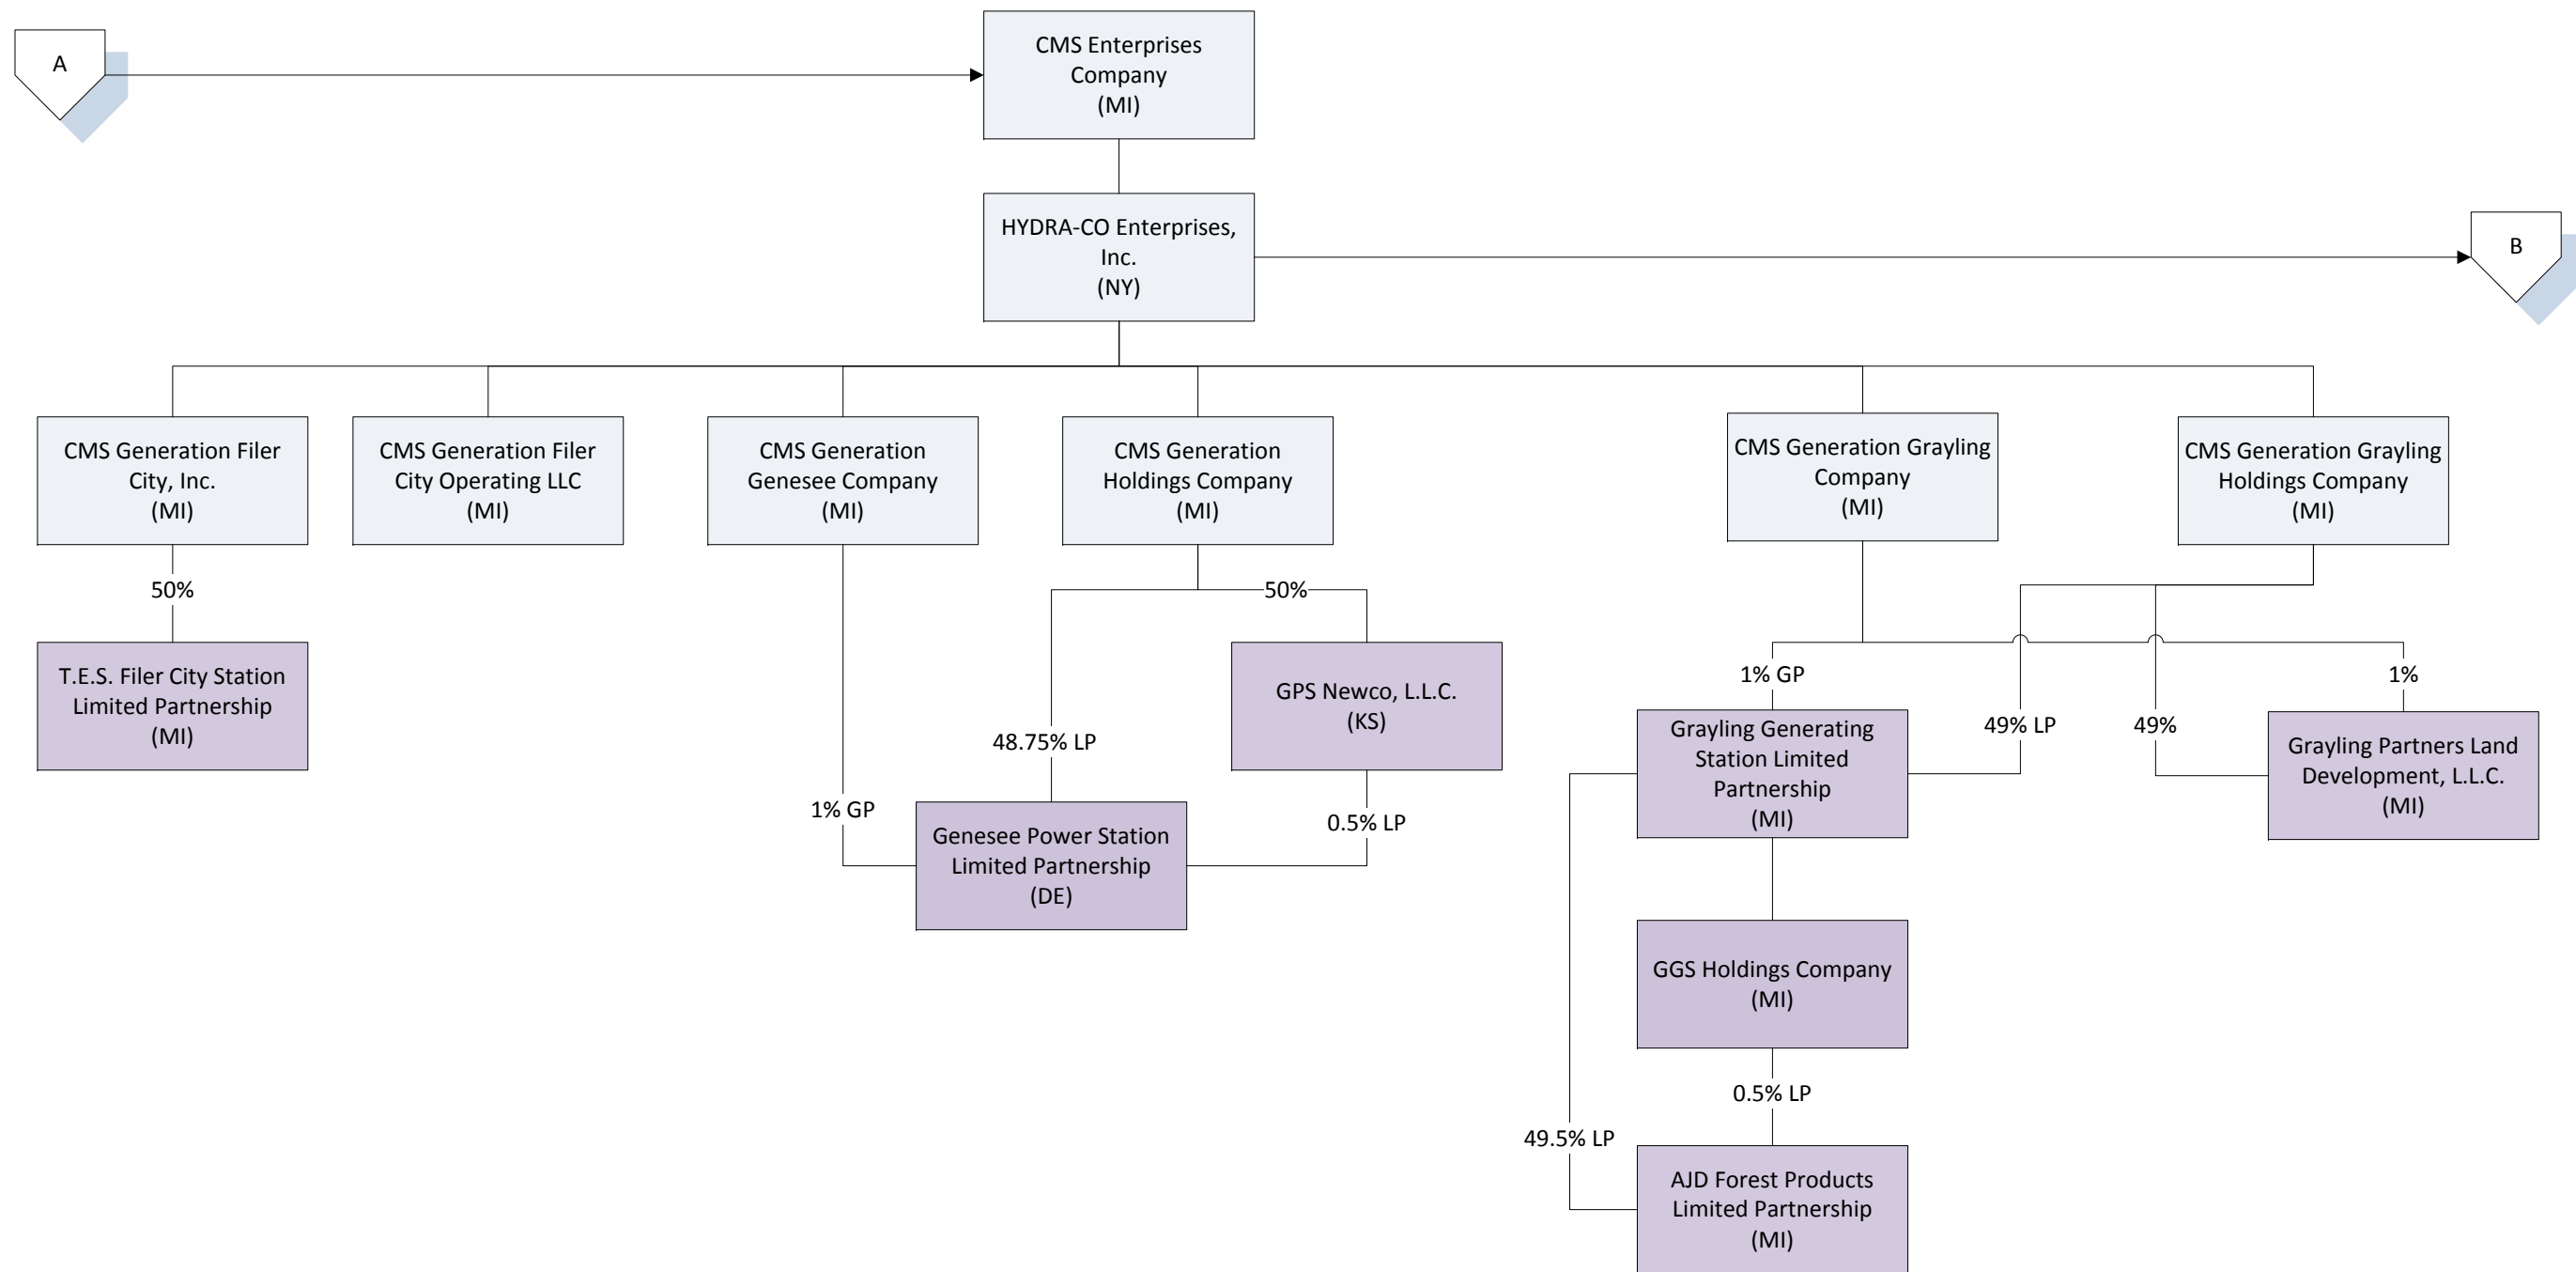 A
CMS Enterprises
Company
(MI)
HYDRA-CO Enterprises,
Inc.
(NY)
B
CMS Generation Filer
City, Inc.
(MI)
CMS Generation Filer
City Operating LLC
(MI)
CMS Generation
Genesee Company
(MI)
CMS Generation
Holdings Company
(MI)
CMS Generation Grayling
Company
(MI)
CMS Generation Grayling
Holdings Company
(MI)
50%
50%
T.E.S. Filer City Station
Limited Partnership
(MI)
GPS Newco, L.L.C.
(KS)
1% GP
1%
48.75% LP
49% LP
49%
Grayling Generating
Station Limited
Partnership
(MI)
Grayling Partners Land
Development, L.L.C.
(MI)
1% GP
0.5% LP
Genesee Power Station
Limited Partnership
(DE)
GGS Holdings Company
(MI)
0.5% LP
49.5% LP
AJD Forest Products
Limited Partnership
(MI)